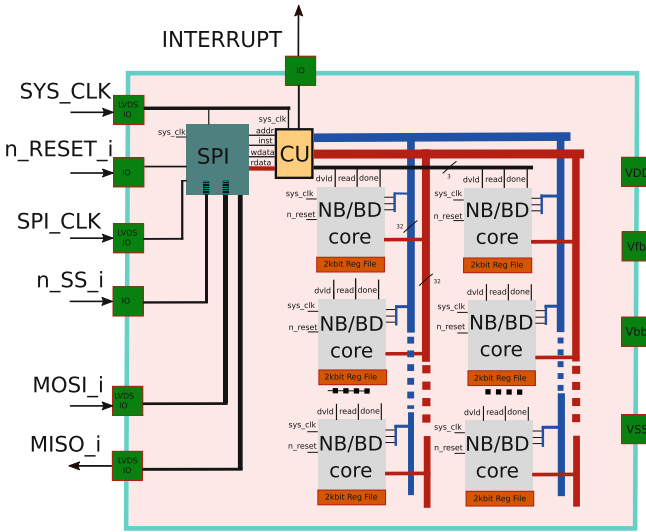 INTERRUPT
IO
SYS_CLK
LVDS
IO
sys_clk
sys_clk
addr
inst
wdata
rdata
SPI
CU
n_RESET_i
IO
SPI_CLK
LVDS
IO
n_SS_i
IO
MOSI_i
LVDS
IO
MISO_i
LVDS
IO
3
dvld read done
sys_clk
n_reset
NB/BD
core
2kbit Reg File
32
dvld read done
sys_clk
n_reset
NB/BD
core
2kbit Reg File
32
dvld read done
sys_clk
n_reset
NB/BD
core
2kbit Reg File
dvld read done
sys_clk
n_reset
NB/BD
core
2kbit Reg File
dvld read done
sys_clk
n_reset
NB/BD
core
2kbit Reg File
dvld read done
sys_clk
n_reset
NB/BD
core
2kbit Reg File
VDD
Vfb
Vbb
VSS